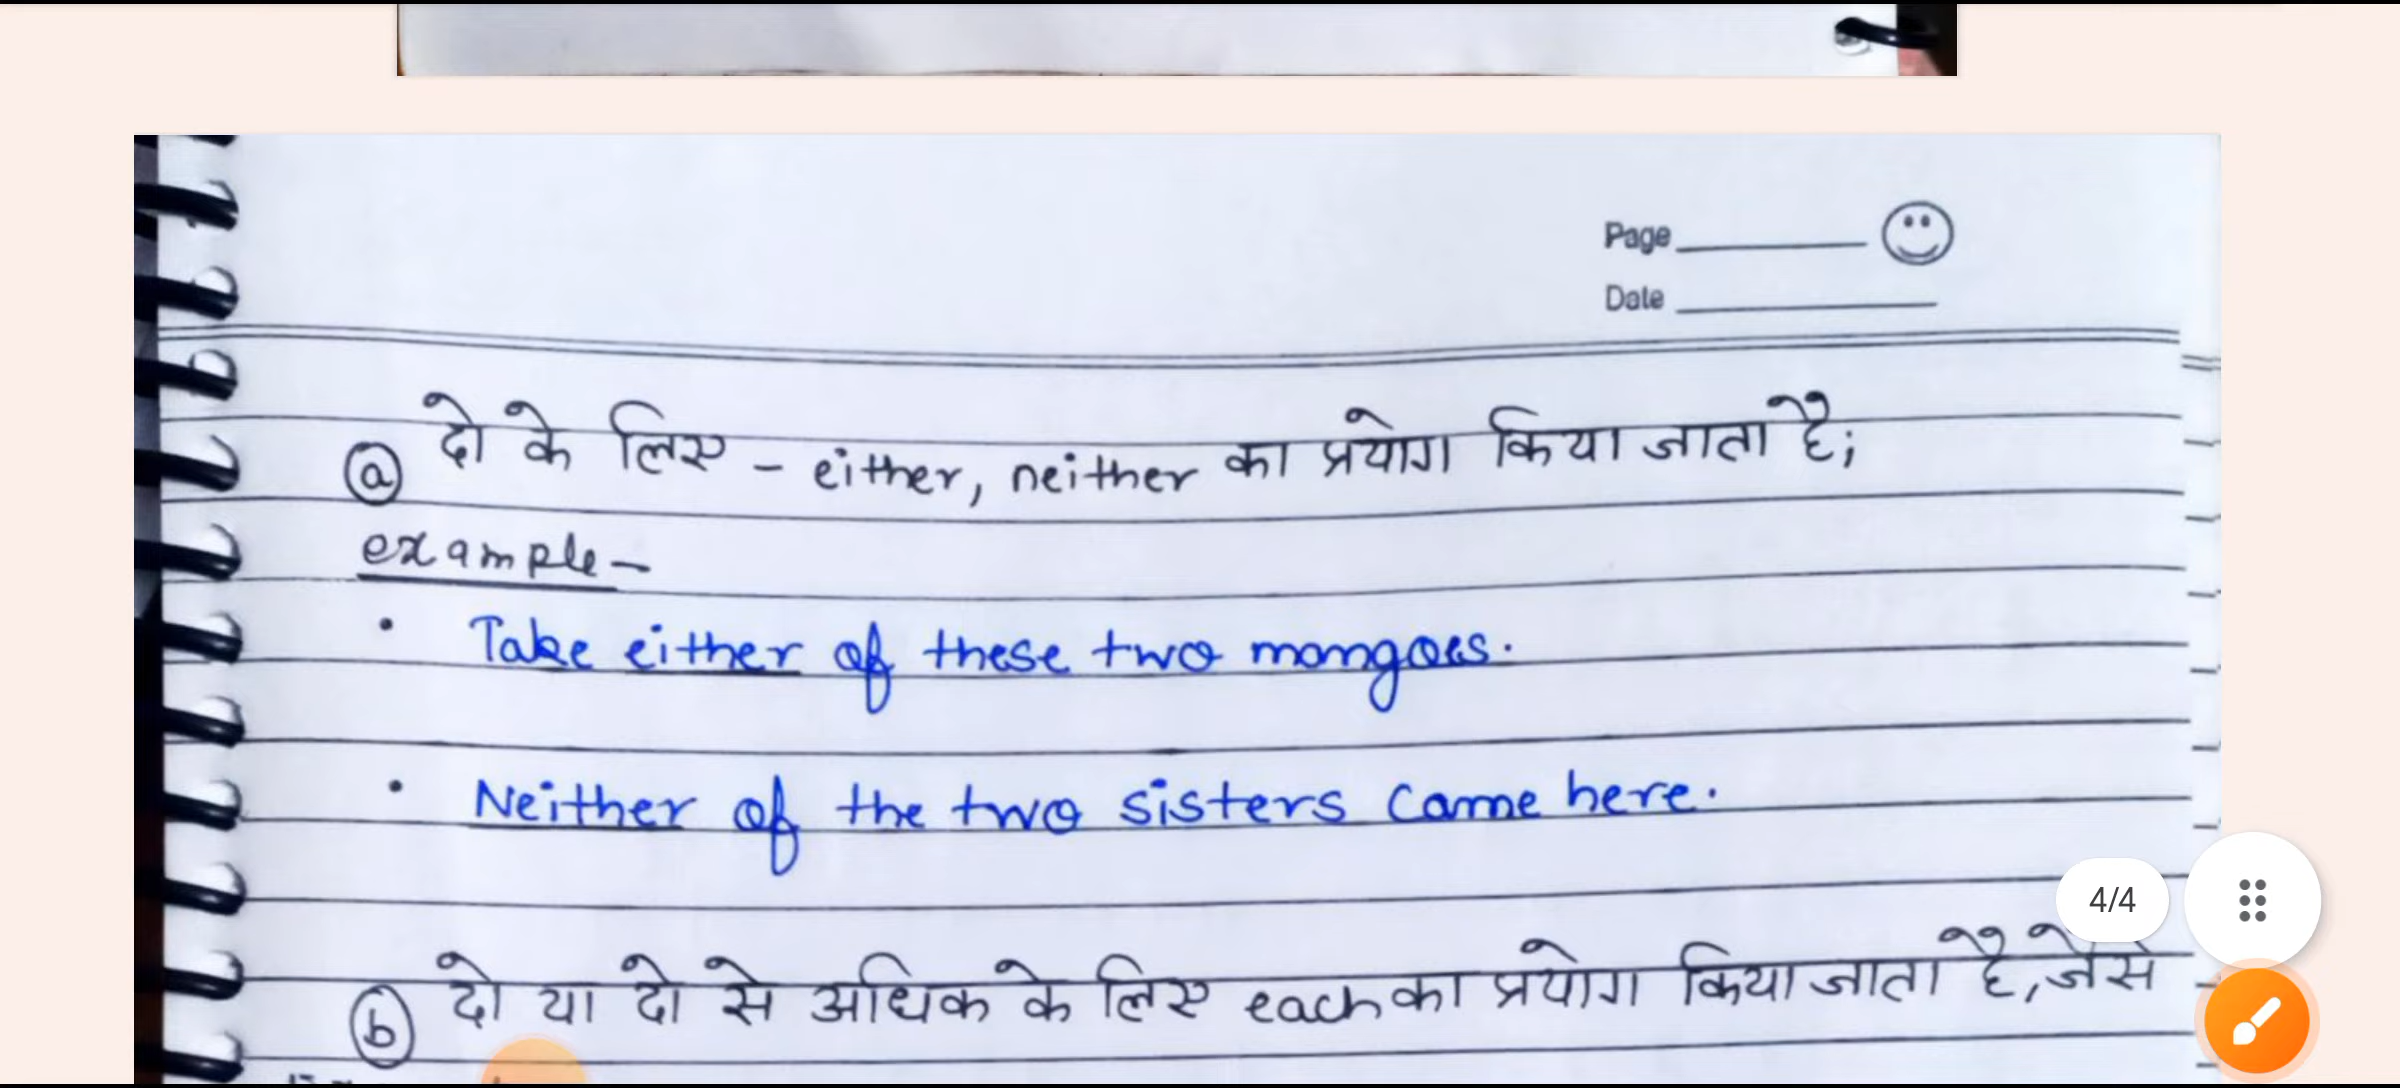 Page
Date
ⓐ दो के लिए - either, neither का प्रयोग किया जाता है;
example -
• Take either of these two mangoes.
• Neither of the two sisters came here.
4/4
ⓑ दो या दो से अधिक के लिए each का प्रयोग किया जाता है, जैसे